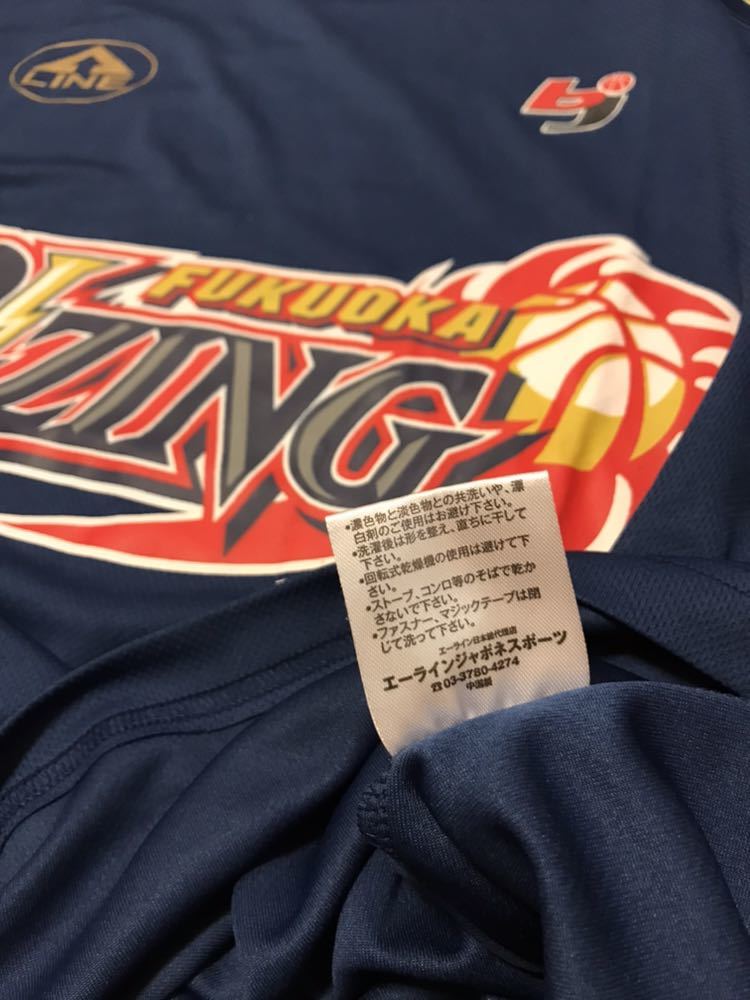 LINE
bj
FUKUOKA
ZING
•濃色物と淡色物との共洗いや、漂
白剤のご使用はお避け下さい。
•洗濯後は形を整え、直ちに干して
下さい。
•回転式乾燥機の使用は避けて下
さい。
•ストーブ、コンロ等のそばで乾か
さないで下さい。
•ファスナー、マジックテープは閉
じて洗って下さい。
エーライン日本総代理店
エーラインジャポネスポーツ
☎03-3780-4274
中国製